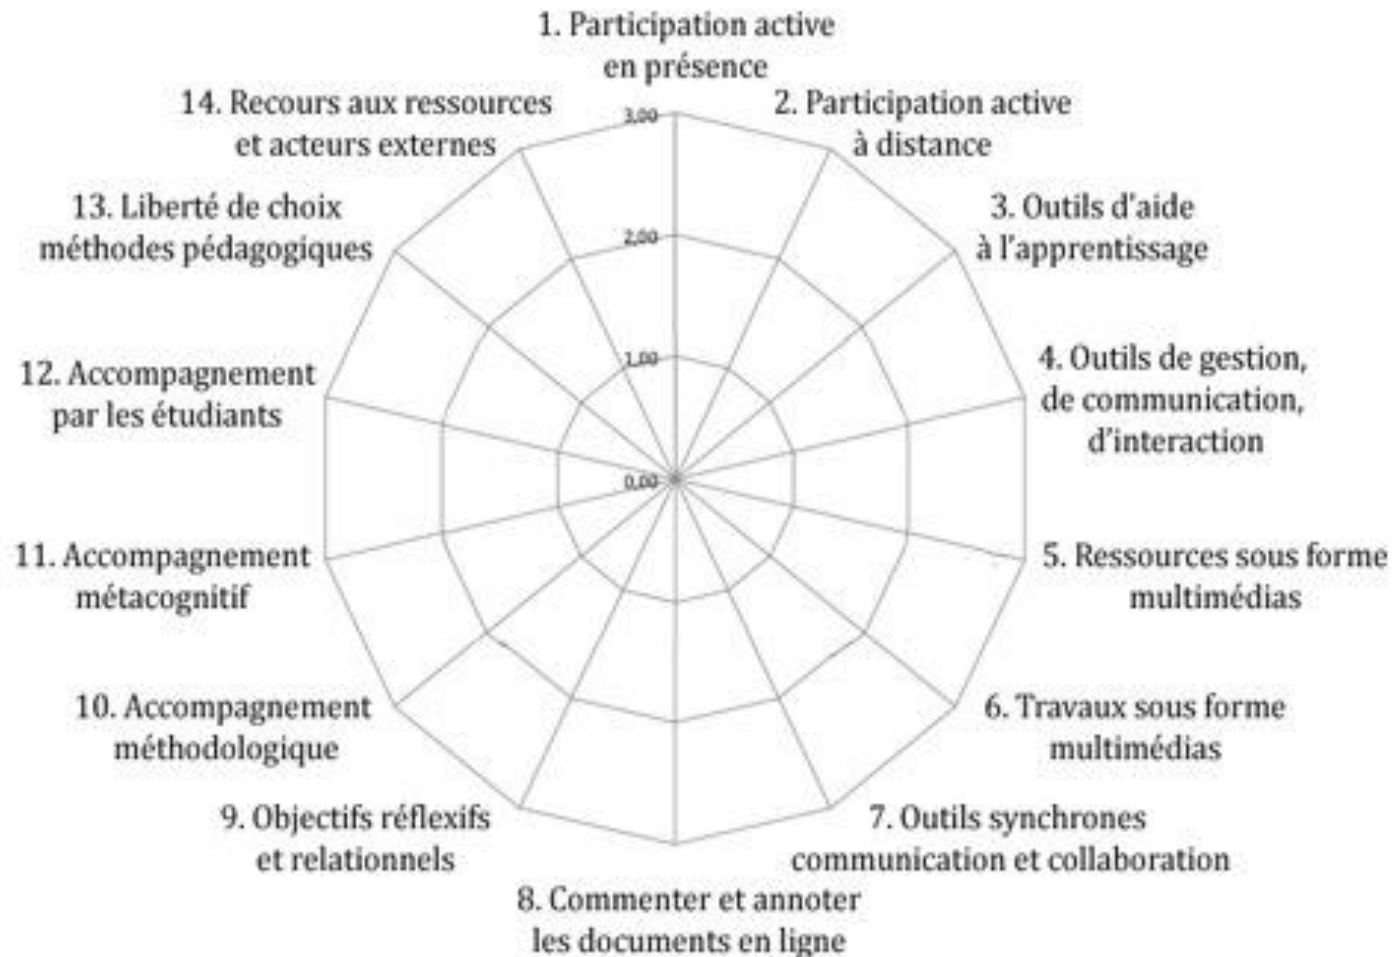 1. Participation active
en présence
2. Participation active
à distance
3. Outils d'aide
à l'apprentissage
4. Outils de gestion,
de communication,
d'interaction
5. Ressources sous forme
multimédias
6. Travaux sous forme
multimédias
7. Outils synchrones
communication et collaboration
8. Commenter et annoter
les documents en ligne
9. Objectifs réflexifs
et relationnels
10. Accompagnement
méthodologique
11. Accompagnement
métacognitif
12. Accompagnement
par les étudiants
13. Liberté de choix
méthodes pédagogiques
14. Recours aux ressources
et acteurs externes
3,00
2,00
1,00
0,00